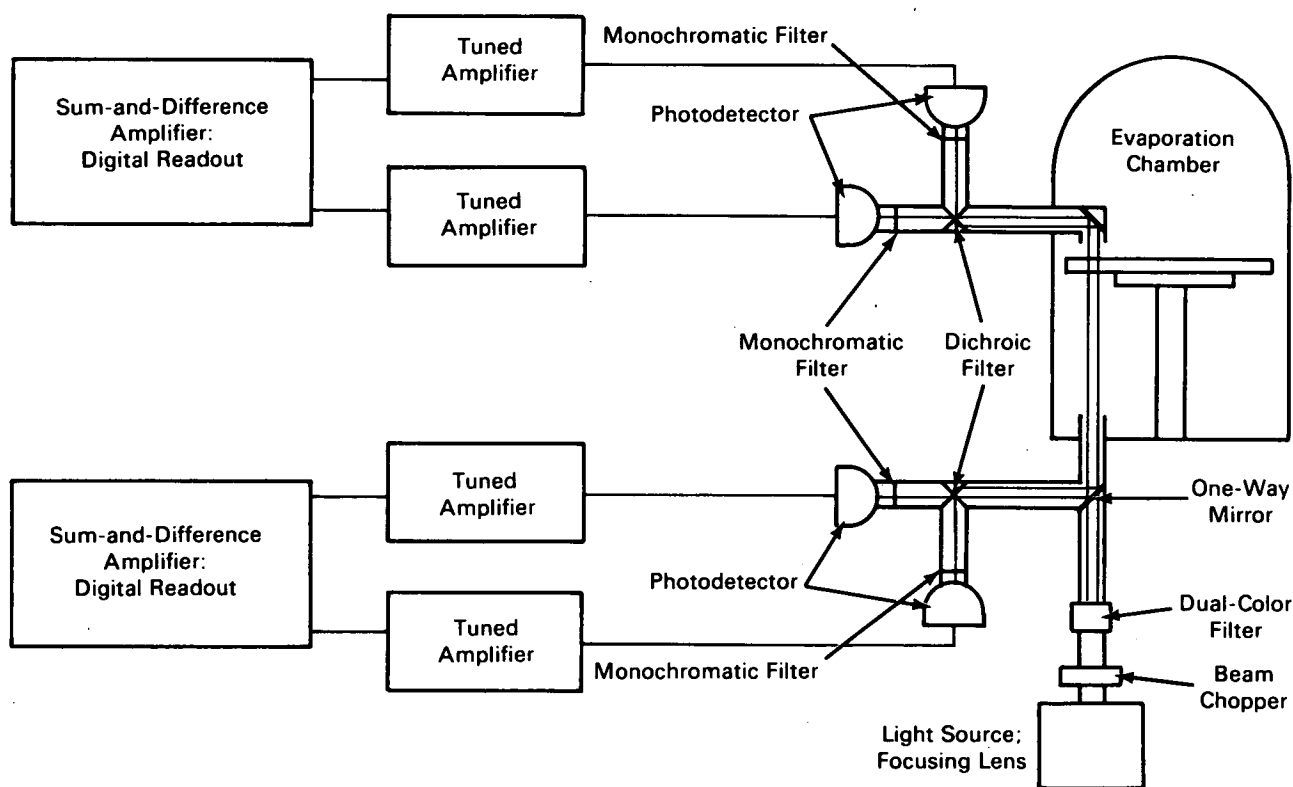 Monochromatic Filter
Tuned
Amplifier
Sum-and-Difference
Amplifier:
Digital Readout
Photodetector
Evaporation
Chamber
Tuned
Amplifier
Monochromatic
Filter
Dichroic
Filter
Tuned
Amplifier
One-Way
Mirror
Sum-and-Difference
Amplifier:
Digital Readout
Photodetector
Dual-Color
Filter
Tuned
Amplifier
Monochromatic Filter
Beam
Chopper
Light Source;
Focusing Lens